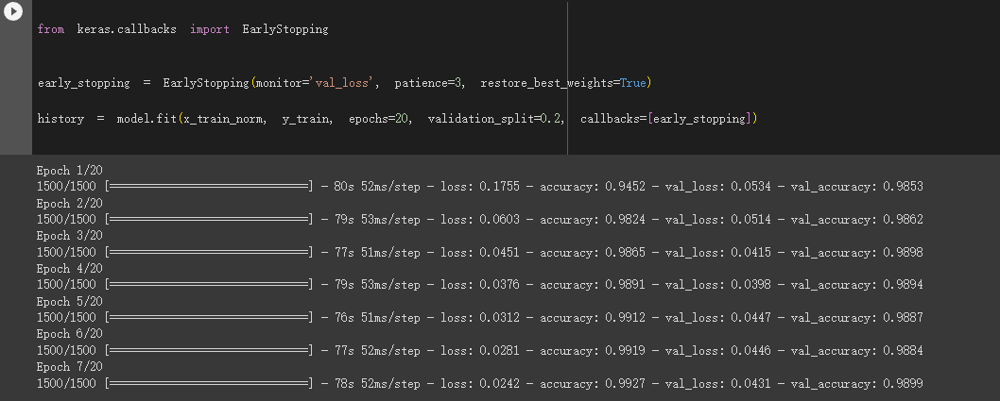 from keras.callbacks import EarlyStopping
early_stopping = EarlyStopping(monitor='val_loss', patience=3, restore_best_weights=True)
history = model.fit(x_train_norm, y_train, epochs=20, validation_split=0.2, callbacks=[early_stopping])
Epoch 1/20
1500/1500 [==============================] - 80s 52ms/step - loss: 0.1755 - accuracy: 0.9452 - val_loss: 0.0534 - val_accuracy: 0.9853
Epoch 2/20
1500/1500 [==============================] - 79s 53ms/step - loss: 0.0603 - accuracy: 0.9824 - val_loss: 0.0514 - val_accuracy: 0.9862
Epoch 3/20
1500/1500 [==============================] - 77s 51ms/step - loss: 0.0451 - accuracy: 0.9865 - val_loss: 0.0415 - val_accuracy: 0.9898
Epoch 4/20
1500/1500 [==============================] - 79s 53ms/step - loss: 0.0376 - accuracy: 0.9891 - val_loss: 0.0398 - val_accuracy: 0.9894
Epoch 5/20
1500/1500 [==============================] - 76s 51ms/step - loss: 0.0312 - accuracy: 0.9912 - val_loss: 0.0447 - val_accuracy: 0.9887
Epoch 6/20
1500/1500 [==============================] - 77s 52ms/step - loss: 0.0281 - accuracy: 0.9919 - val_loss: 0.0446 - val_accuracy: 0.9884
Epoch 7/20
1500/1500 [==============================] - 78s 52ms/step - loss: 0.0242 - accuracy: 0.9927 - val_loss: 0.0431 - val_accuracy: 0.9899